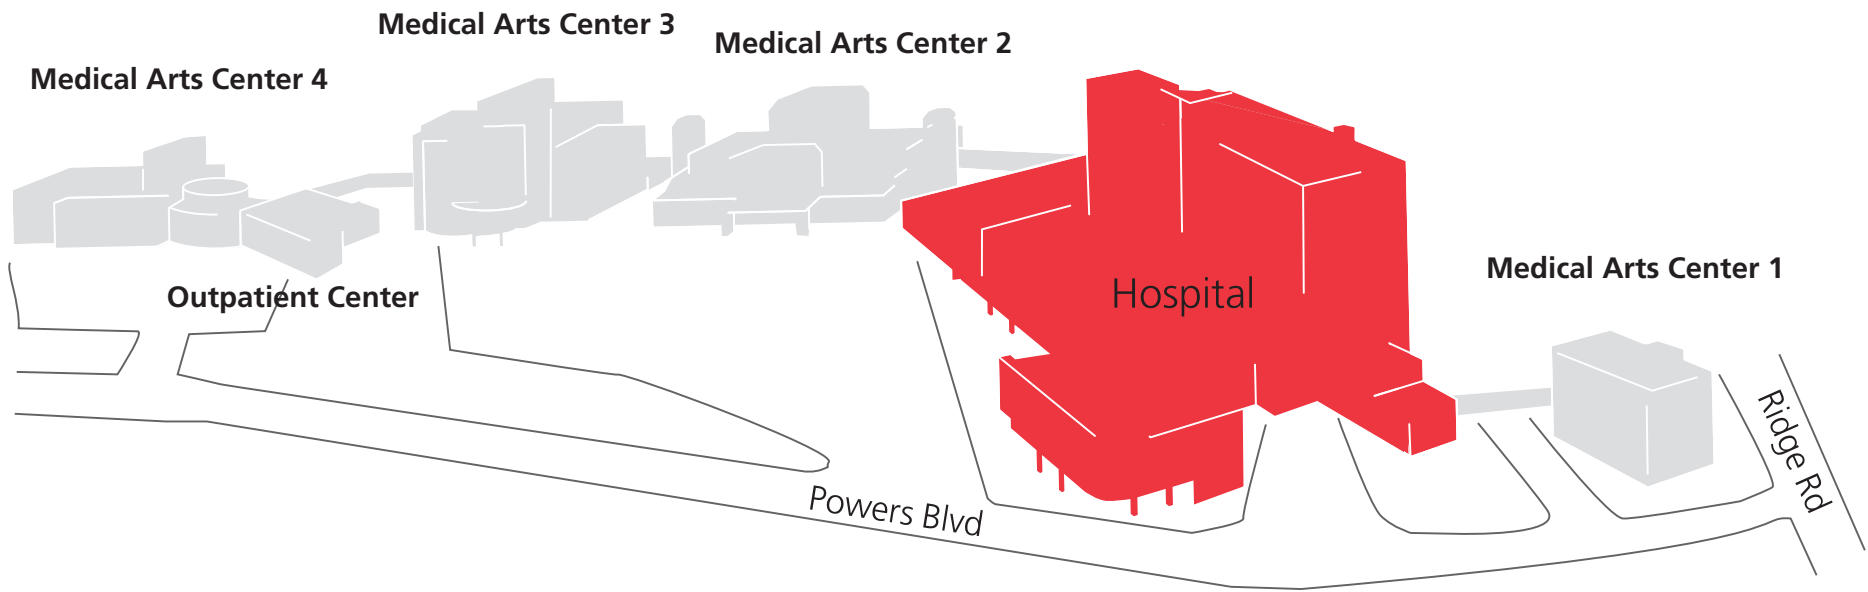 Medical Arts Center 3
Medical Arts Center 2
Medical Arts Center 4
Medical Arts Center 1
Outpatient Center
Hospital
Ridge Rd
Powers Blvd